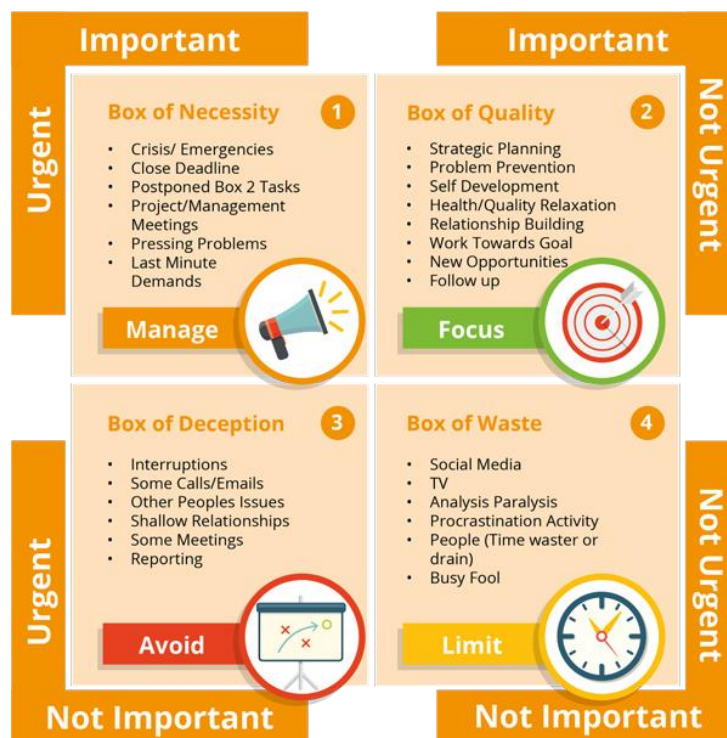 Important
Important
Urgent
Not Urgent
Box of Necessity
1
• Crisis/ Emergencies
• Close Deadline
• Postponed Box 2 Tasks
• Project/Management
Meetings
• Pressing Problems
• Last Minute
Demands
Manage
Box of Quality
2
• Strategic Planning
• Problem Prevention
• Self Development
• Health/Quality Relaxation
• Relationship Building
• Work Towards Goal
• New Opportunities
• Follow up
Focus
Urgent
Not Urgent
Box of Deception
3
• Interruptions
• Some Calls/Emails
• Other Peoples Issues
• Shallow Relationships
• Some Meetings
• Reporting
Avoid
Box of Waste
4
• Social Media
• TV
• Analysis Paralysis
• Procrastination Activity
• People (Time waster or
drain)
• Busy Fool
Limit
Not Important
Not Important